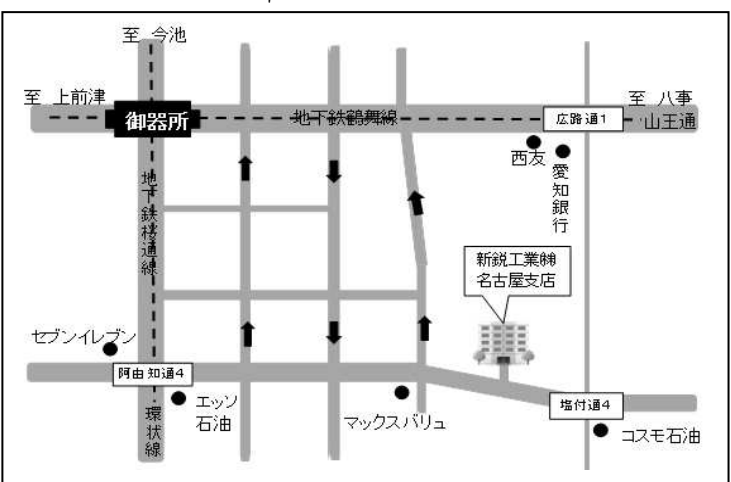 至 今池
至 上前津
御器所
地下鉄鶴舞線
広路通1
至 八事
山王通
西友
愛知銀行
地下鉄桜通線
新鋭工業㈱
名古屋支店
セブンイレブン
阿由知通4
エッソ
石油
環状線
マックスバリュ
塩付通4
コスモ石油